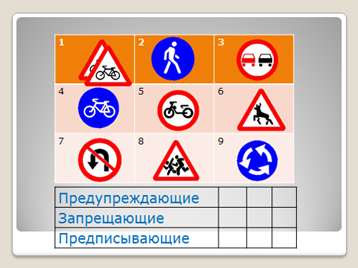 1 2 3
4 5 6
7 8 9
Предупреждающие
Запрещающие
Предписывающие